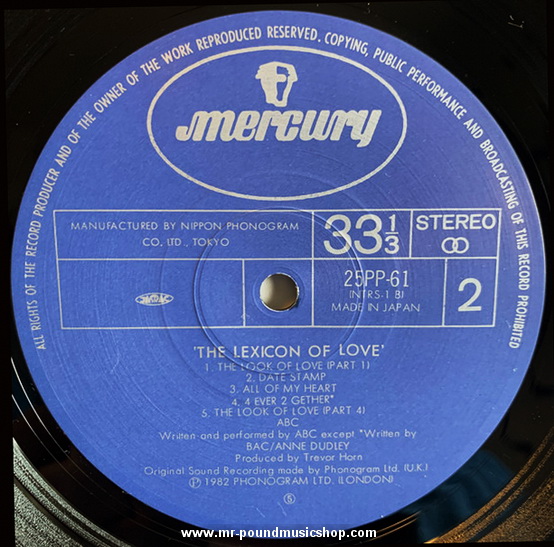 ALL RIGHTS OF THE RECORD PRODUCER AND OF THE OWNER OF THE WORK REPRODUCED RESERVED. COPYING, PUBLIC PERFORMANCE AND BROADCASTING OF THIS RECORD PROHIBITED
mercury
MANUFACTURED BY NIPPON PHONOGRAM
CO. LTD., TOKYO
33 1/3
STEREO
25PP-61
(NTRS-1 B)
MADE IN JAPAN
2
'THE LEXICON OF LOVE'
1. THE LOOK OF LOVE (PART 1)
2. DATE STAMP
3. ALL OF MY HEART
4. 4 EVER 2 GETHER*
5. THE LOOK OF LOVE (PART 4)
ABC
Written and performed by ABC except *Written by
BAC/ANNE DUDLEY
Produced by Trevor Horn
Original Sound Recording made by Phonogram Ltd. (U.K.)
Ⓟ 1982 PHONOGRAM LTD. (LONDON)
⑤
www.mr-poundmusicshop.com